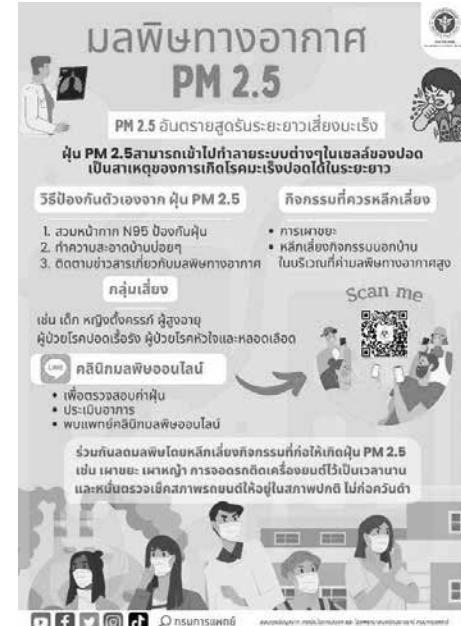 มลพิษทางอากาศ
PM 2.5
PM 2.5 อันตรายสูดรับระยะยาวเสี่ยงมะเร็ง
ฝุ่น PM 2.5สามารถเข้าไปทำลายระบบต่างๆในเซลล์ของปอด
เป็นสาเหตุของการเกิดโรคมะเร็งปอดได้ในระยะยาว
วิธีป้องกันตัวเองจาก ฝุ่น PM 2.5
1. สวมหน้ากาก N95 ป้องกันฝุ่น
2. ทำความสะอาดบ้านบ่อยๆ
3. ติดตามข่าวสารเกี่ยวกับมลพิษทางอากาศ
กิจกรรมที่ควรหลีกเลี่ยง
• การเผาขยะ
• หลีกเลี่ยงกิจกรรมนอกบ้าน
ในบริเวณที่ค่ามลพิษทางอากาศสูง
กลุ่มเสี่ยง
เช่น เด็ก หญิงตั้งครรภ์ ผู้สูงอายุ
ผู้ป่วยโรคปอดเรื้อรัง ผู้ป่วยโรคหัวใจและหลอดเลือด
Scan me
LINE คลินิกมลพิษออนไลน์
• เพื่อตรวจสอบค่าฝุ่น
• ประเมินอาการ
• พบแพทย์คลินิกมลพิษออนไลน์
ร่วมกันลดมลพิษโดยหลีกเลี่ยงกิจกรรมที่ก่อให้เกิดฝุ่น PM 2.5
เช่น เผาขยะ เผาหญ้า การจอดรถติดเครื่องยนต์ไว้เป็นเวลานาน
และหมั่นตรวจเช็คสภาพรถยนต์ให้อยู่ในสภาพปกติ ไม่ก่อควันดำ
กรมการแพทย์